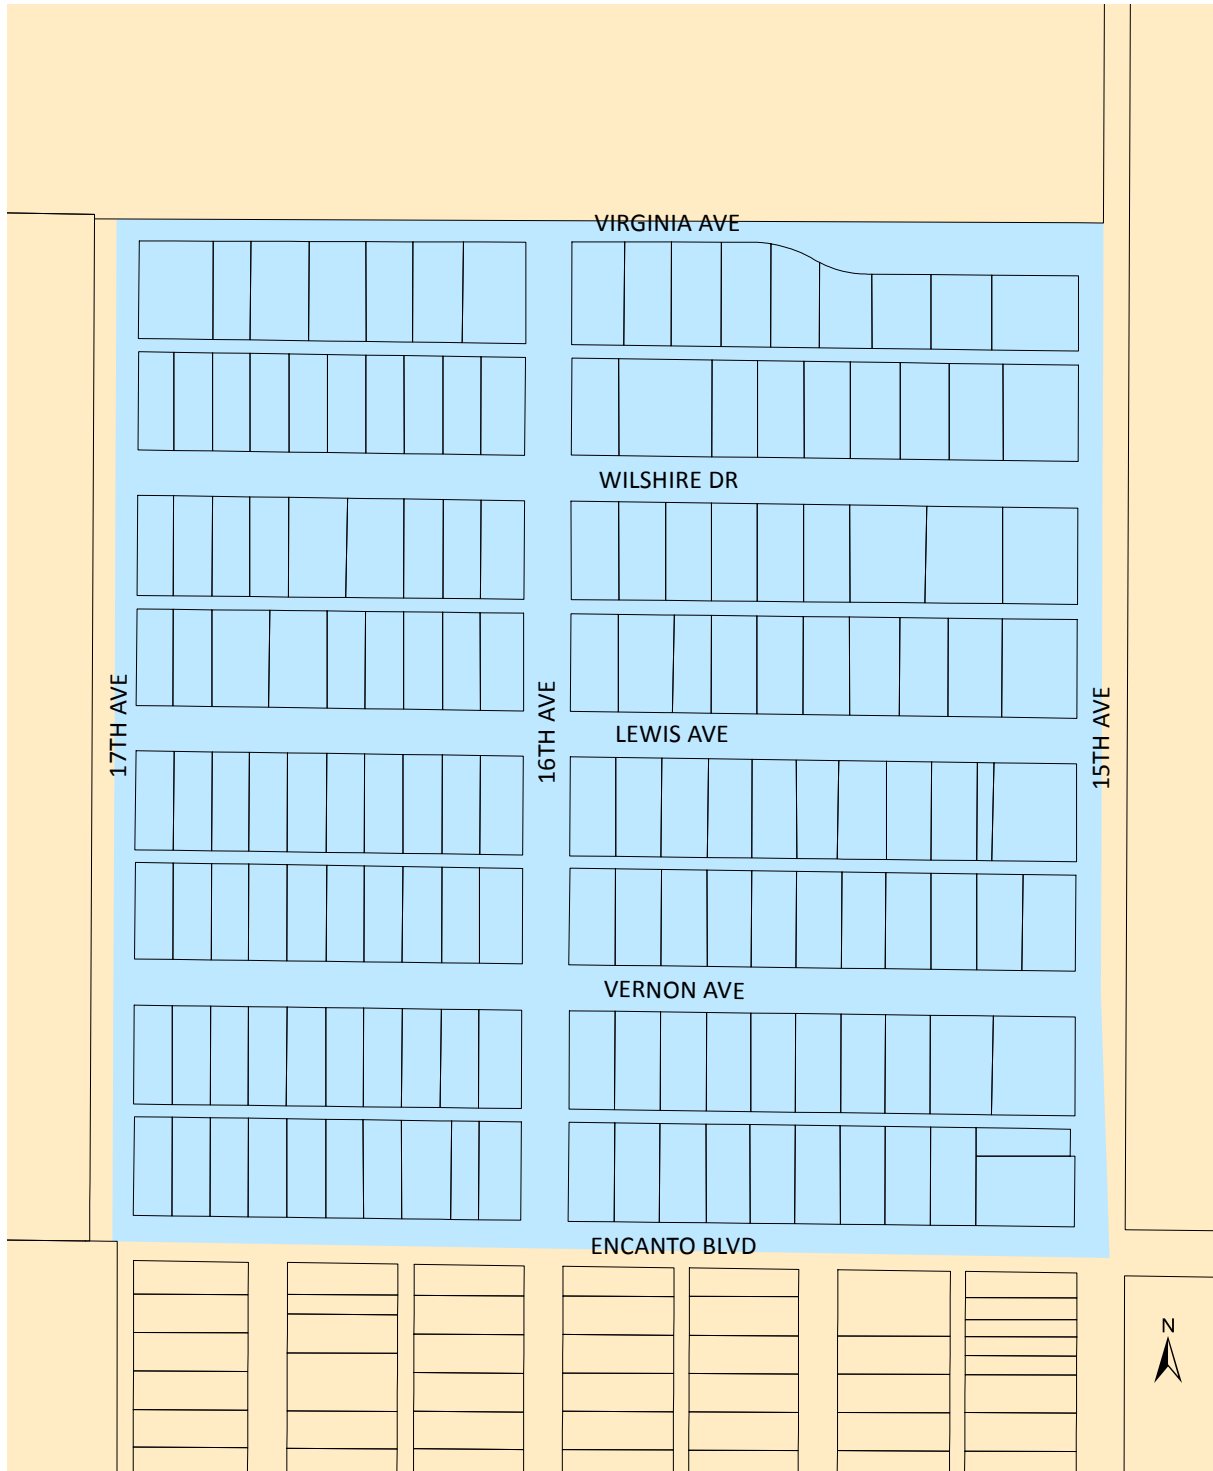 VIRGINIA AVE
WILSHIRE DR
17TH AVE
16TH AVE
15TH AVE
LEWIS AVE
VERNON AVE
ENCANTO BLVD
N